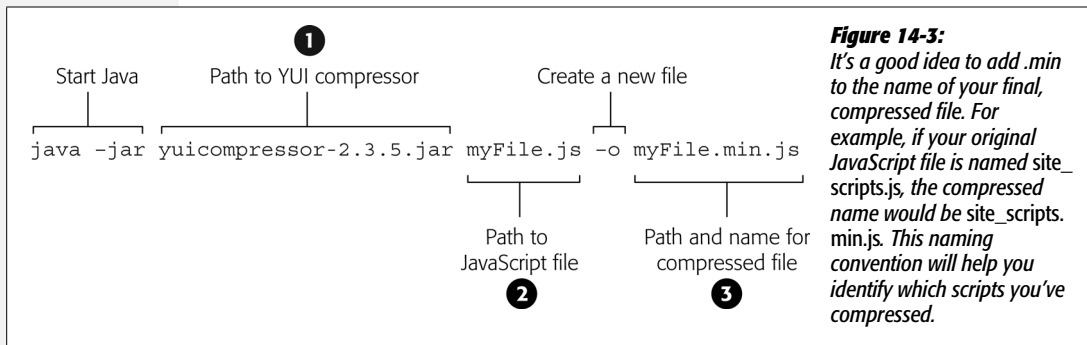 1
Start Java
Path to YUI compressor
Create a new file
java –jar yuicompressor-2.3.5.jar myFile.js –o myFile.min.js
Path to
JavaScript file
2
Path and name for
compressed file
3
Figure 14-3:
It's a good idea to add .min
to the name of your final,
compressed file. For
example, if your original
JavaScript file is named site_
scripts.js, the compressed
name would be site_scripts.
min.js. This naming
convention will help you
identify which scripts you've
compressed.